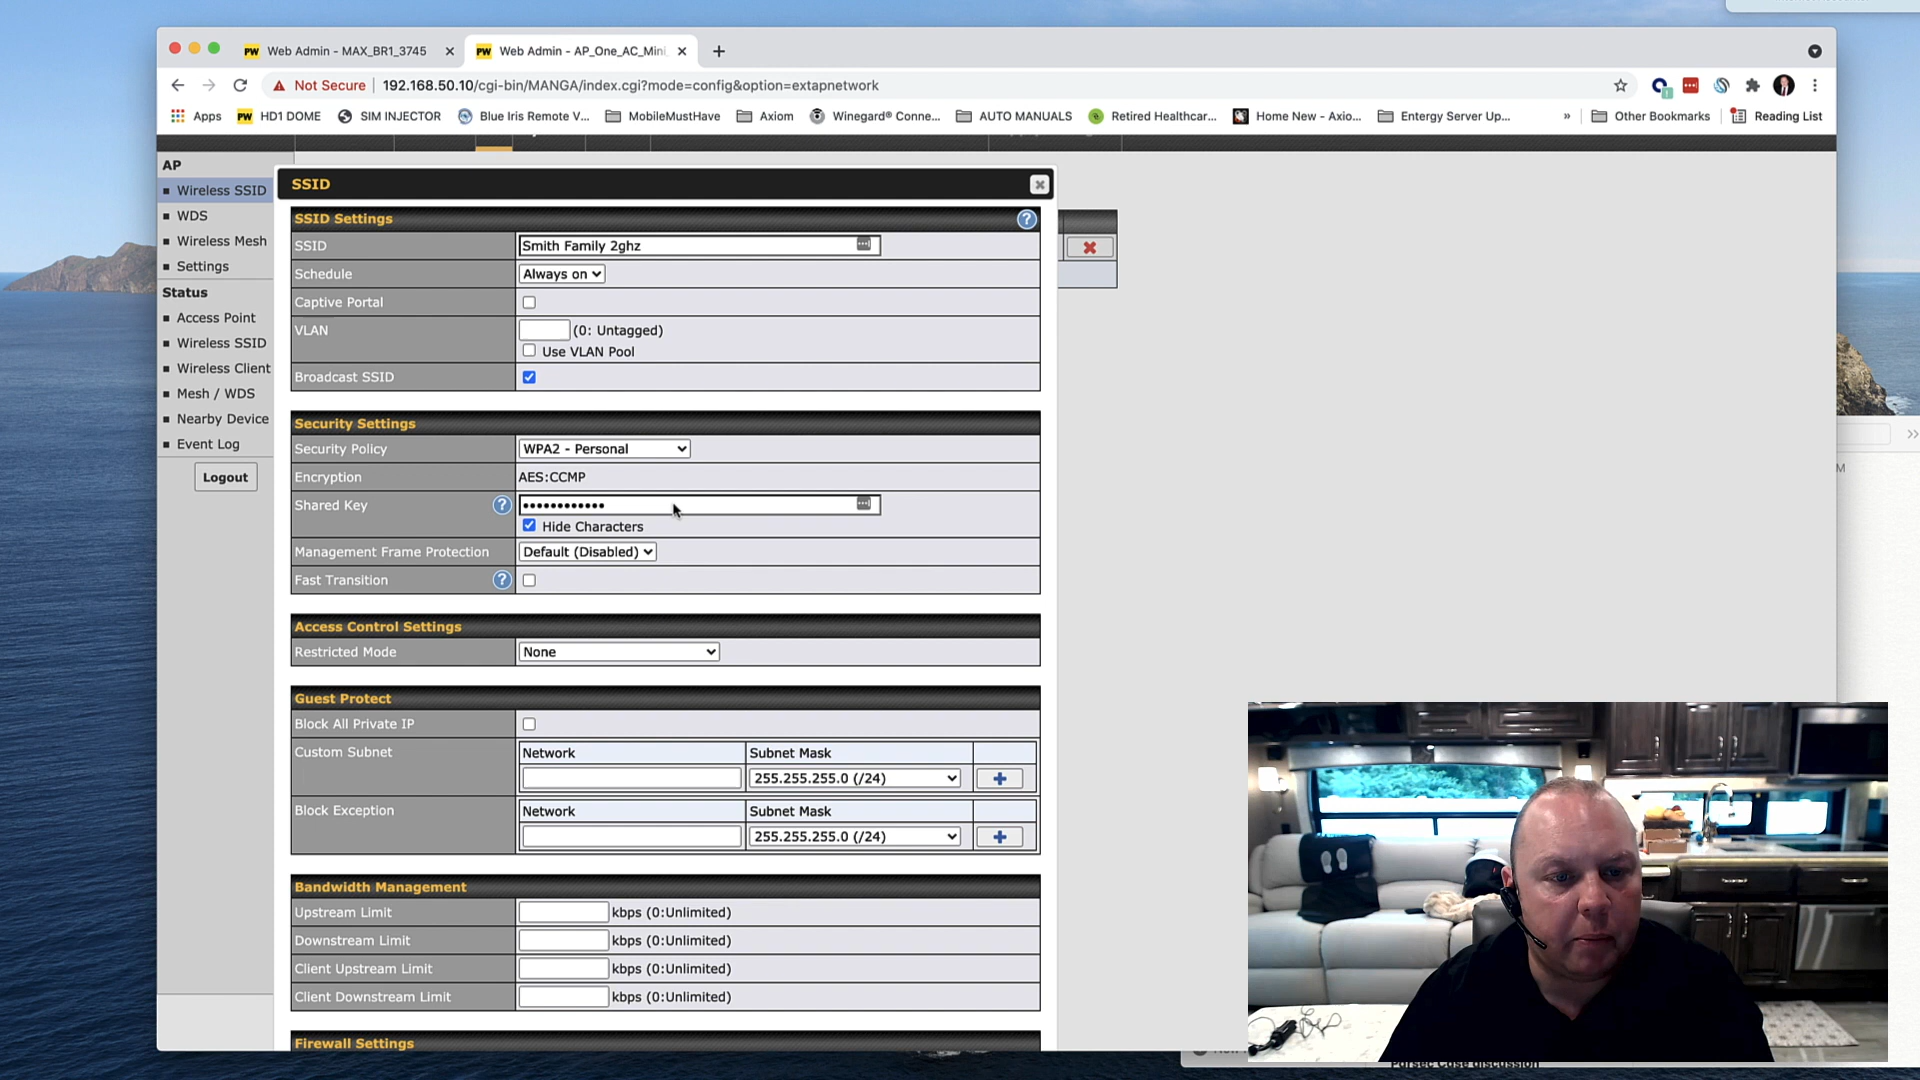 PW Web Admin - MAX_BR1_3745
PW Web Admin - AP_One_AC_Mini
Not Secure | 192.168.50.10/cgi-bin/MANGA/index.cgi?mode=config&option=extapnetwork
Apps PW HD1 DOME SIM INJECTOR Blue Iris Remote V... MobileMustHave Axiom Winegard® Conne... AUTO MANUALS Retired Healthcar... Home New - Axio... Entergy Server Up... » Other Bookmarks Reading List
AP
Wireless SSID
WDS
Wireless Mesh
Settings
Status
Access Point
Wireless SSID
Wireless Client
Mesh / WDS
Nearby Device
Event Log
Logout
SSID
SSID Settings
SSID Smith Family 2ghz
Schedule Always on
Captive Portal
VLAN (0: Untagged)
Use VLAN Pool
Broadcast SSID
Security Settings
Security Policy WPA2 - Personal
Encryption AES:CCMP
Shared Key ••••••••••••
Hide Characters
Management Frame Protection Default (Disabled)
Fast Transition
Access Control Settings
Restricted Mode None
Guest Protect
Block All Private IP
Custom Subnet Network Subnet Mask
255.255.255.0 (/24)
Block Exception Network Subnet Mask
255.255.255.0 (/24)
Bandwidth Management
Upstream Limit kbps (0:Unlimited)
Downstream Limit kbps (0:Unlimited)
Client Upstream Limit kbps (0:Unlimited)
Client Downstream Limit kbps (0:Unlimited)
Firewall Settings
Parsec Case discussion